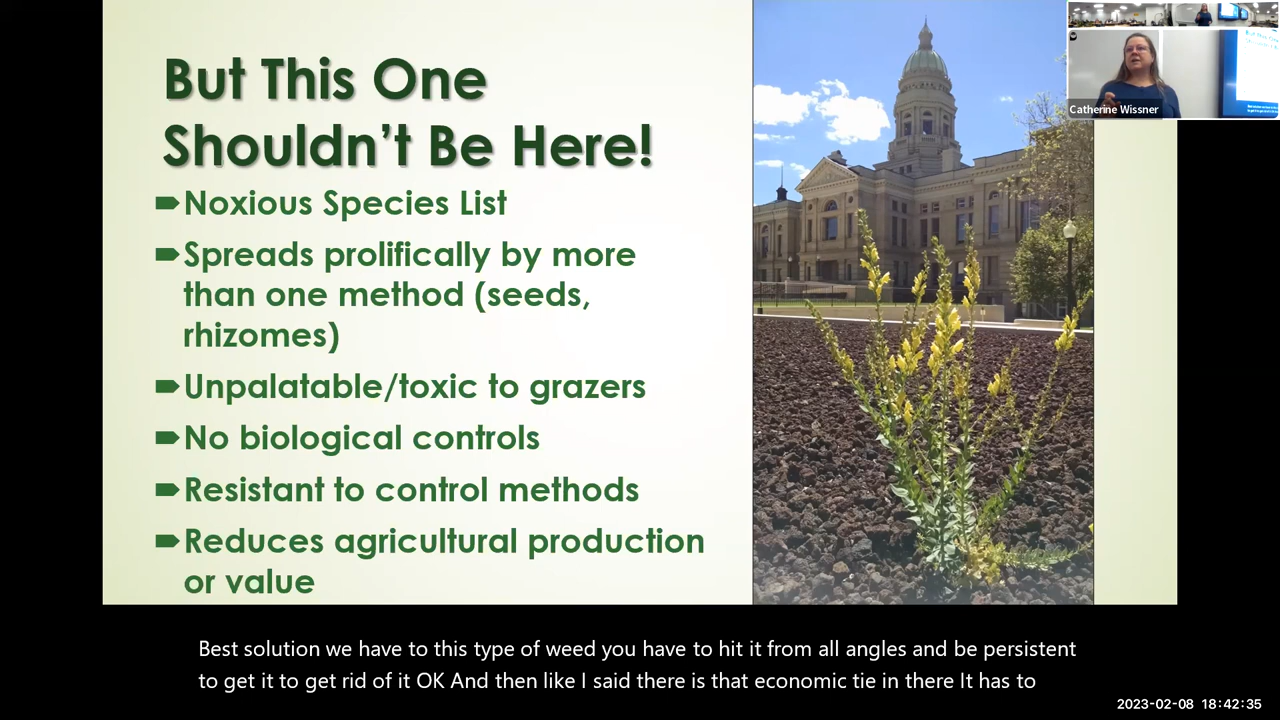 But This One
Shouldn't Be Here!
Noxious Species List
Spreads prolifically by more
than one method (seeds,
rhizomes)
Unpalatable/toxic to grazers
No biological controls
Resistant to control methods
Reduces agricultural production
or value
Catherine Wissner
Best solution we have to this type of weed you have to hit it from all angles and be persistent
to get it to get rid of it OK And then like I said there is that economic tie in there It has to
2023-02-08 18:42:35